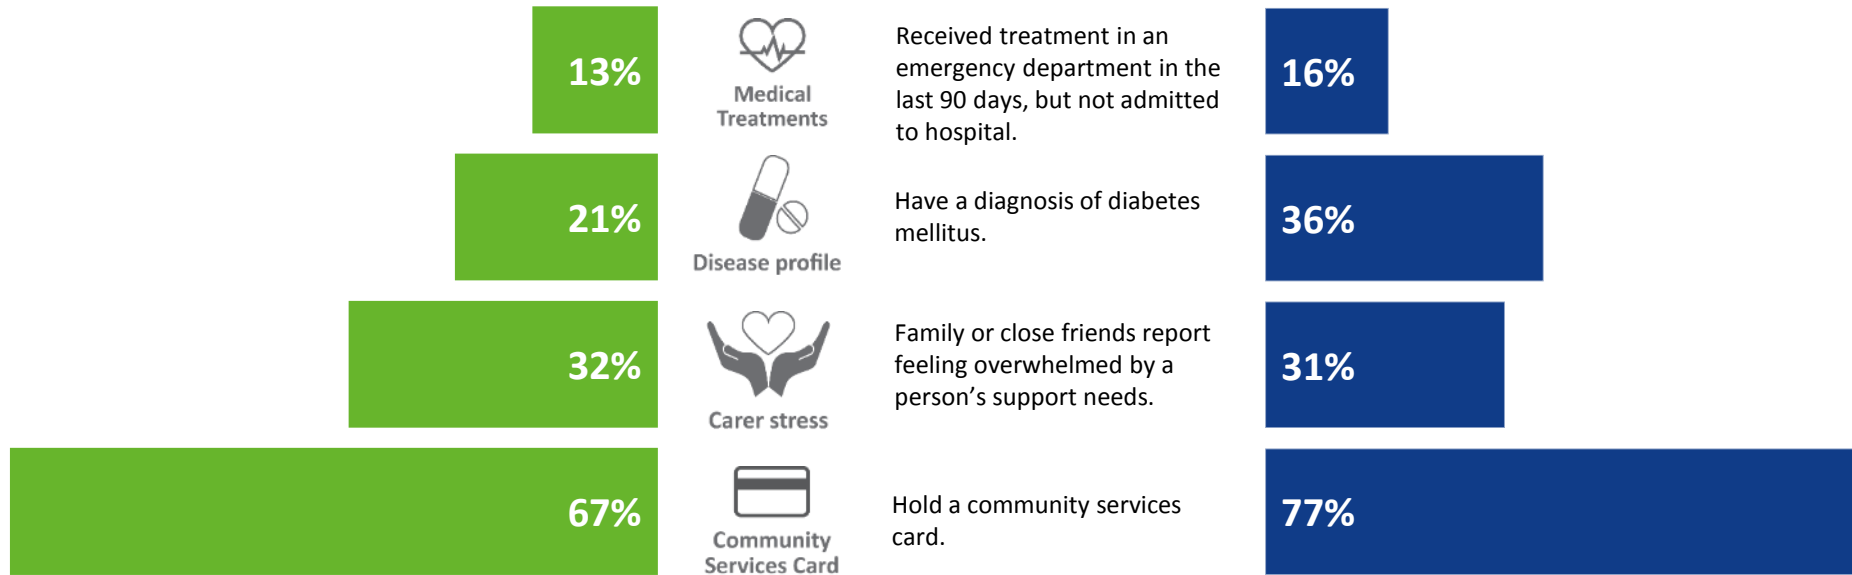 13%
Medical
Treatments
Received treatment in an
emergency department in the
last 90 days, but not admitted
to hospital.
16%
21%
Disease profile
Have a diagnosis of diabetes
mellitus.
36%
32%
Carer stress
Family or close friends report
feeling overwhelmed by a
person’s support needs.
31%
67%
Community
Services Card
Hold a community services
card.
77%